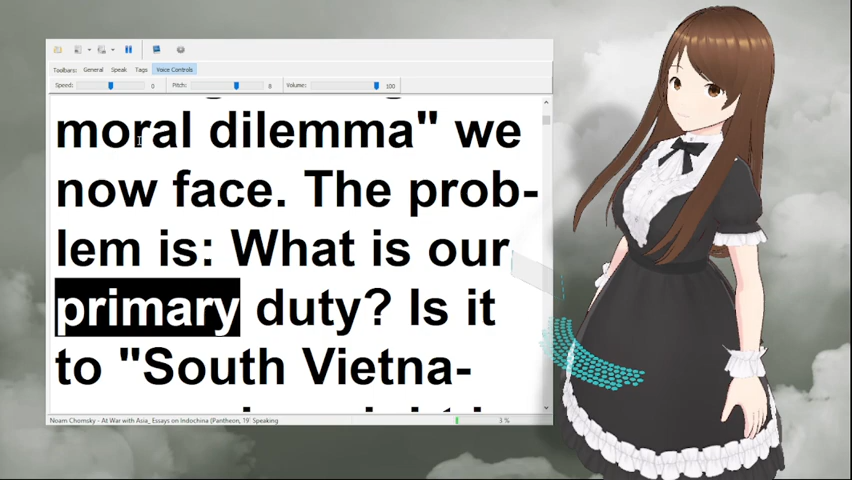 Toolbars: General Speak Tags Voice Controls
Speed: 0 Pitch: 8 Volume: 100
moral dilemma" we
now face. The prob-
lem is: What is our
primary duty? Is it
to "South Vietna-
Noam Chomsky - At War with Asia_ Essays on Indochina (Pantheon, 19 Speaking 3 %